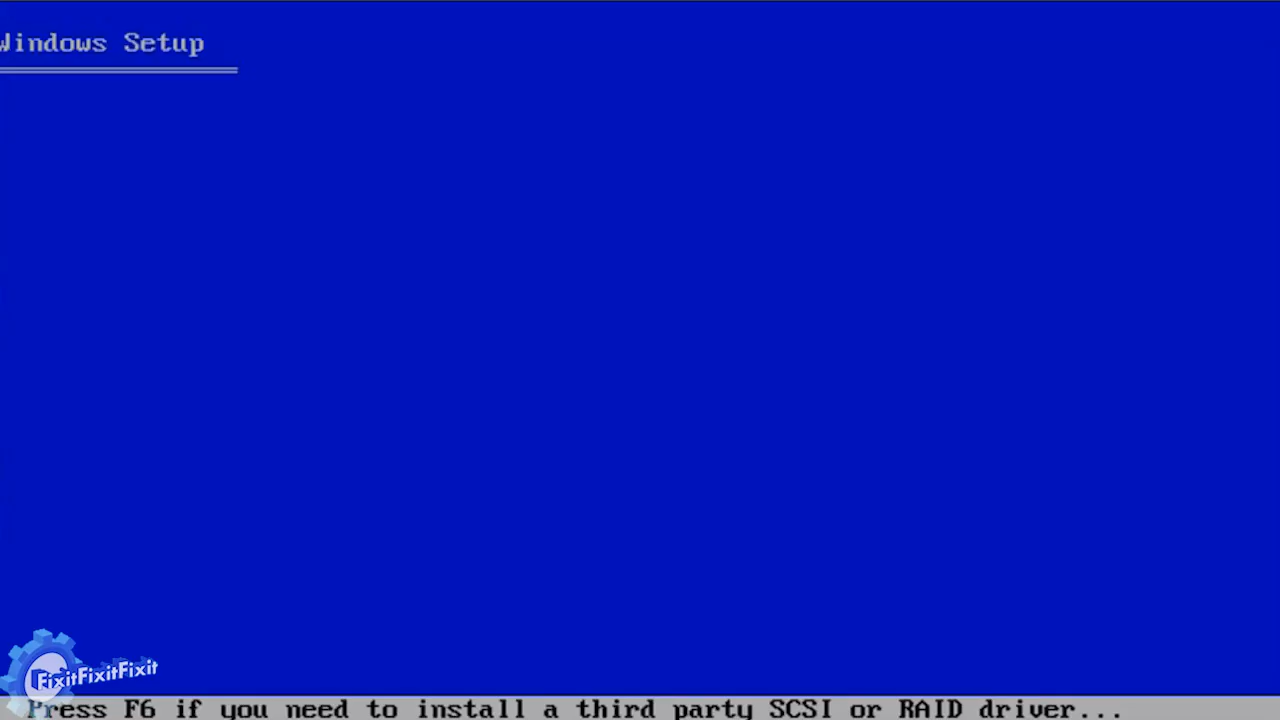 Windows Setup
FixitFixitFixit
Press F6 if you need to install a third party SCSI or RAID driver...